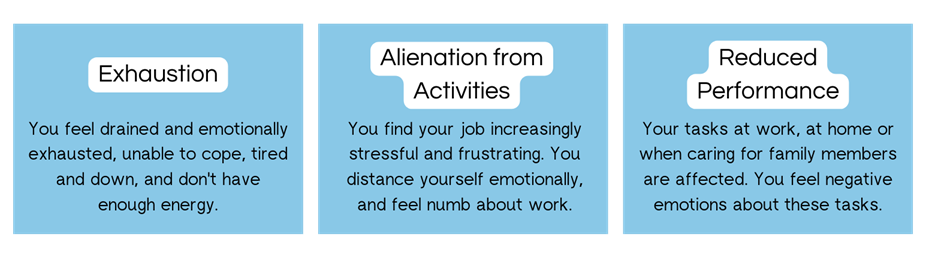 Exhaustion
You feel drained and emotionally
exhausted, unable to cope, tired
and down, and don't have
enough energy.
Alienation from
Activities
You find your job increasingly
stressful and frustrating. You
distance yourself emotionally,
and feel numb about work.
Reduced
Performance
Your tasks at work, at home or
when caring for family members
are affected. You feel negative
emotions about these tasks.